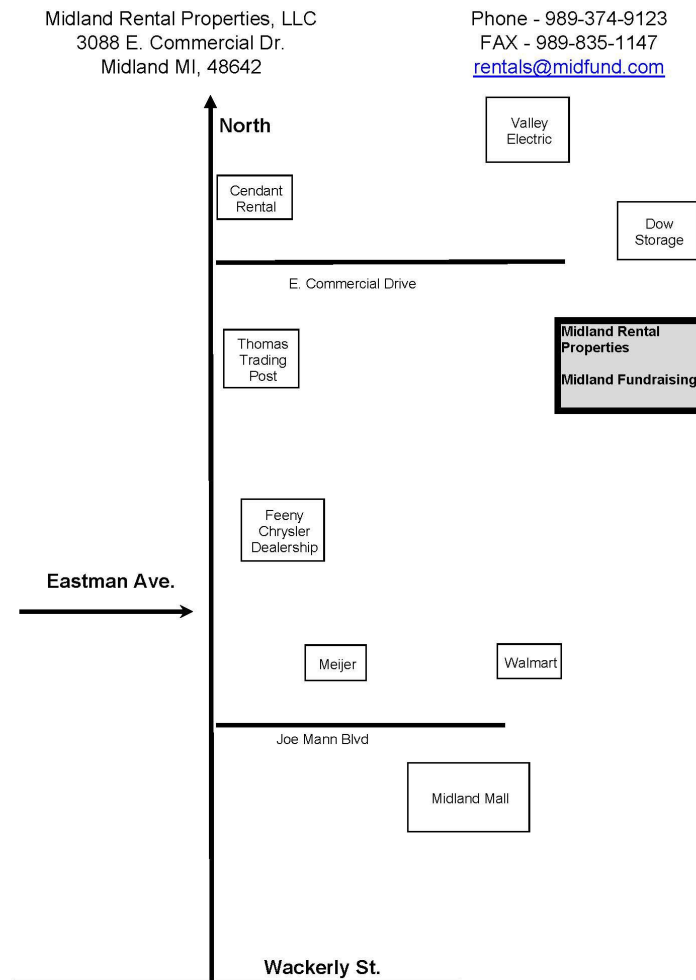 Midland Rental Properties, LLC
3088 E. Commercial Dr.
Midland MI, 48642
Phone - 989-374-9123
FAX - 989-835-1147
rentals@midfund.com
North
Valley
Electric
Cendant
Rental
Dow
Storage
E. Commercial Drive
Midland Rental
Properties
Midland Fundraising
Thomas
Trading
Post
Feeny
Chrysler
Dealership
Eastman Ave.
Meijer
Walmart
Joe Mann Blvd
Midland Mall
Wackerly St.